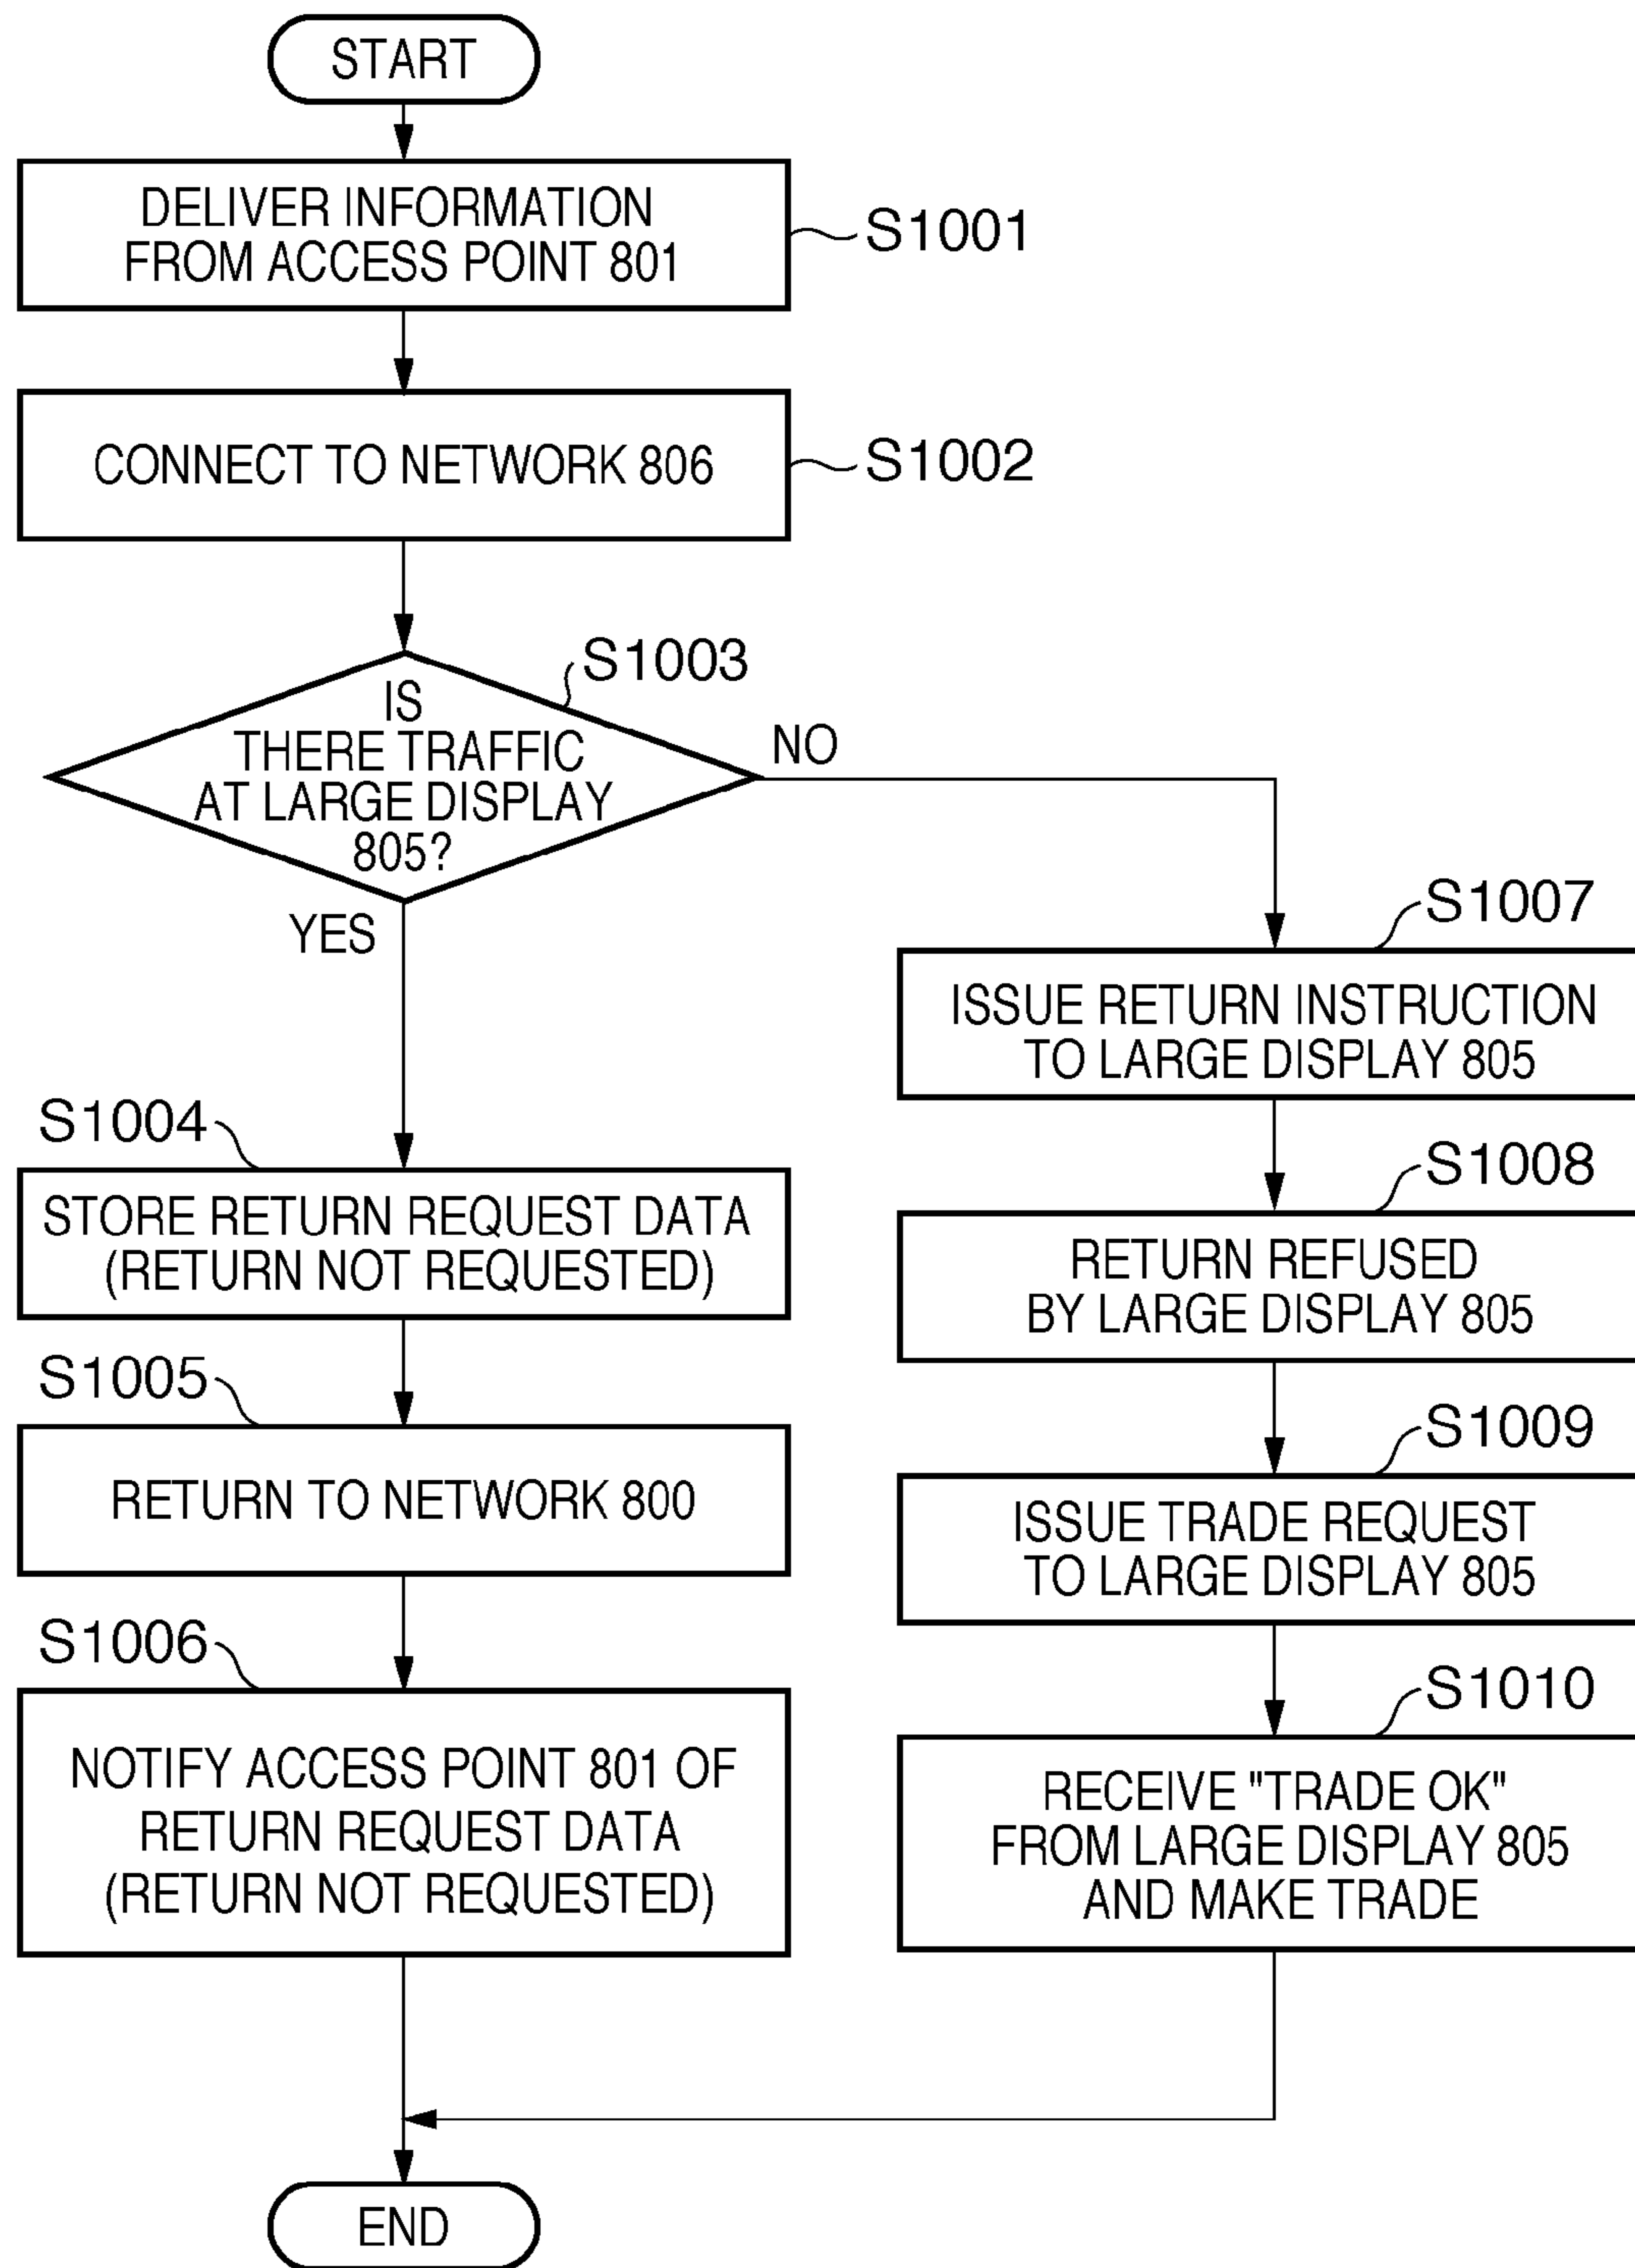 START
DELIVER INFORMATION
FROM ACCESS POINT 801
S1001
CONNECT TO NETWORK 806
S1002
S1003
IS
THERE TRAFFIC
AT LARGE DISPLAY
805?
NO
YES
S1004
STORE RETURN REQUEST DATA
(RETURN NOT REQUESTED)
S1005
RETURN TO NETWORK 800
S1006
NOTIFY ACCESS POINT 801 OF
RETURN REQUEST DATA
(RETURN NOT REQUESTED)
S1007
ISSUE RETURN INSTRUCTION
TO LARGE DISPLAY 805
S1008
RETURN REFUSED
BY LARGE DISPLAY 805
S1009
ISSUE TRADE REQUEST
TO LARGE DISPLAY 805
S1010
RECEIVE "TRADE OK"
FROM LARGE DISPLAY 805
AND MAKE TRADE
END